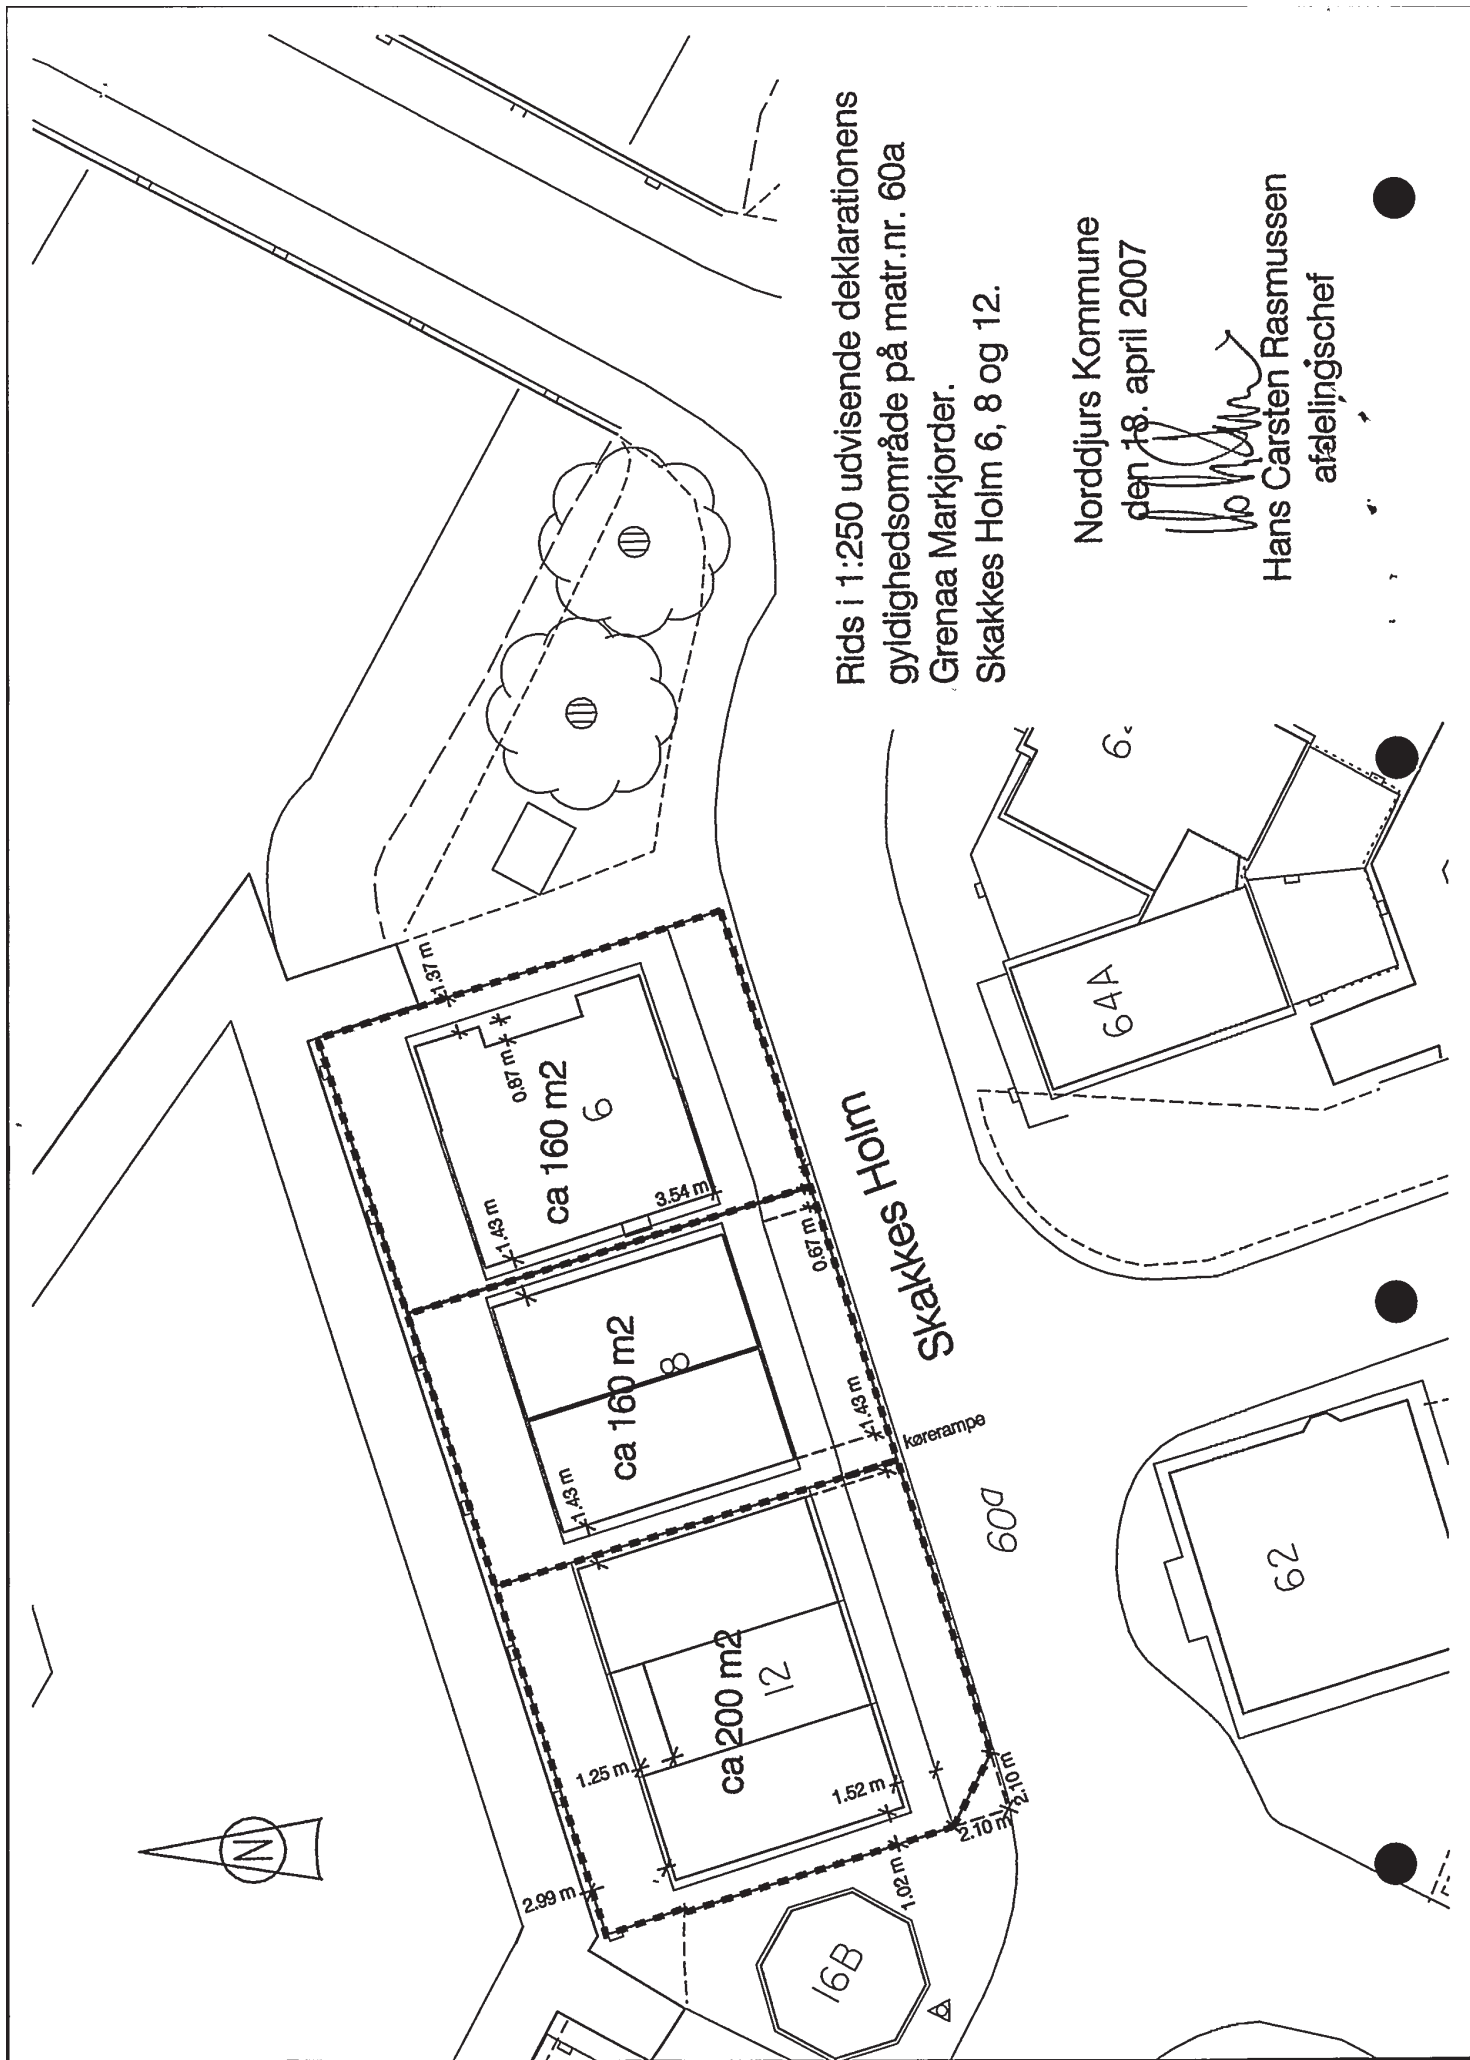 Rids i 1:250 udvisende deklarationens
gyldighedsområde på matr.nr. 60a
Grenaa Markjorder.
Skakkes Holm 6, 8 og 12.
Norddjurs Kommune
den 18. april 2007
Hans Carsten Rasmussen
afdelingschef
N
2.99 m
1.25 m
ca 200 m2
12
1.52 m
1.02 m
2.10 m
2.10 m
16B
1.43 m
ca 160 m2
8
1.43 m
kørerampe
1.43 m
3.54 m
0.67 m
ca 160 m2
6
0.87 m
1.37 m
Skakkes Holm
60a
62
64A
6.